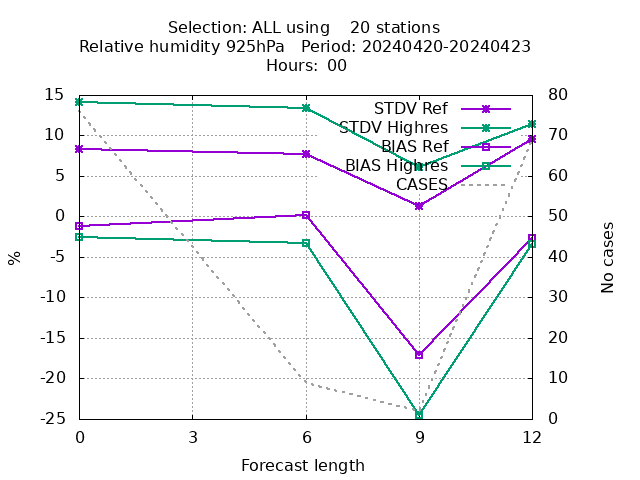 Selection: ALL using    20 stations
Relative humidity 925hPa   Period: 20240420-20240423
Hours: 00
15 80
STDV Ref
STDV Highres
10 70
BIAS Ref
BIAS Highres
5 60
CASES
0 50
-5 40
%
No cases
-10 30
-15 20
-20 10
-25 0
0 3 6 9 12
Forecast length